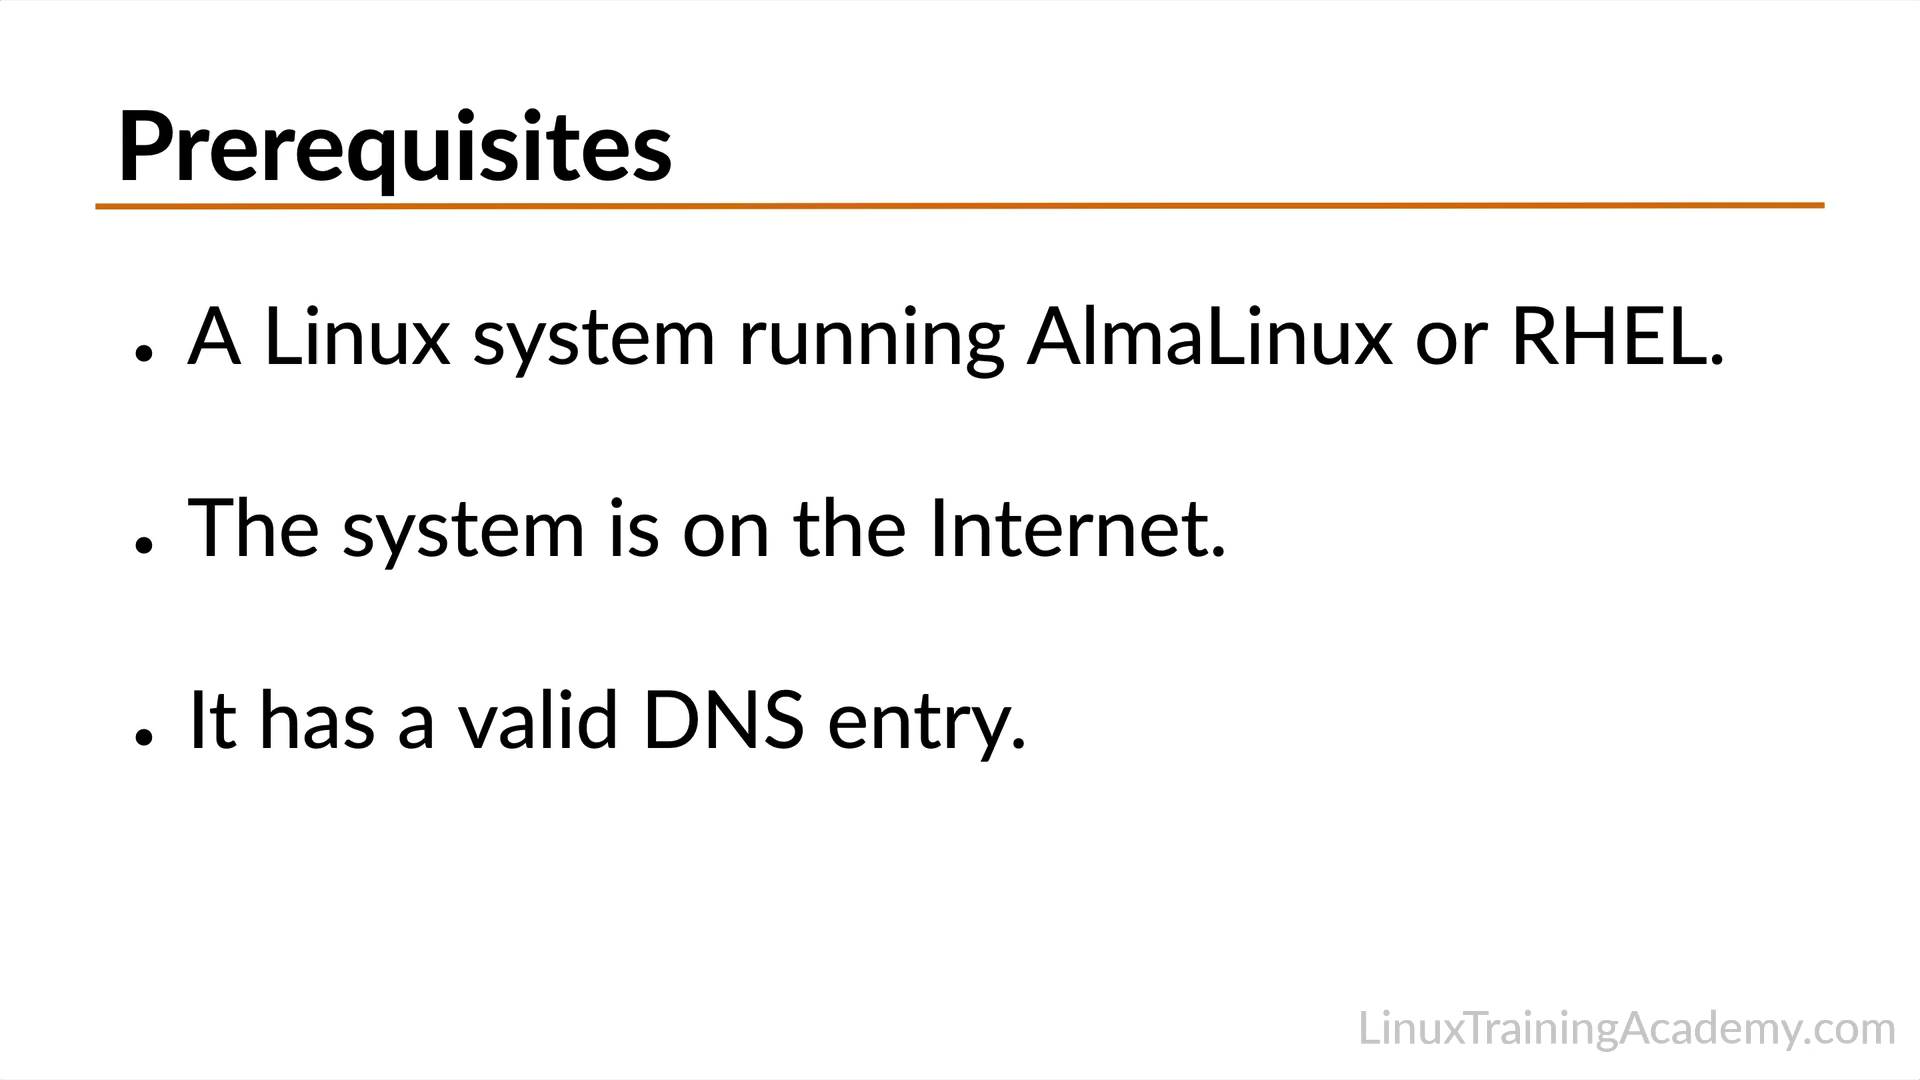 Prerequisites
• A Linux system running AlmaLinux or RHEL.
• The system is on the Internet.
• It has a valid DNS entry.
LinuxTrainingAcademy.com